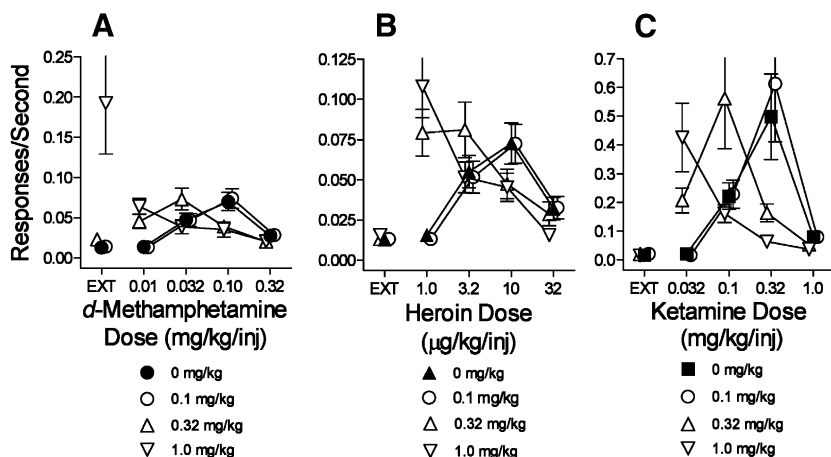 A
B
C
Responses/Second
0.25
0.20
0.15
0.10
0.05
0.00
EXT 0.01 0.032 0.10 0.32
d-Methamphetamine
Dose (mg/kg/inj)
0 mg/kg
0.1 mg/kg
0.32 mg/kg
1.0 mg/kg
0.125
0.100
0.075
0.050
0.025
0.000
EXT 1.0 3.2 10 32
Heroin Dose
(μg/kg/inj)
0 mg/kg
0.1 mg/kg
0.32 mg/kg
1.0 mg/kg
0.7
0.6
0.5
0.4
0.3
0.2
0.1
0.0
EXT 0.032 0.1 0.32 1.0
Ketamine Dose
(mg/kg/inj)
0 mg/kg
0.1 mg/kg
0.32 mg/kg
1.0 mg/kg